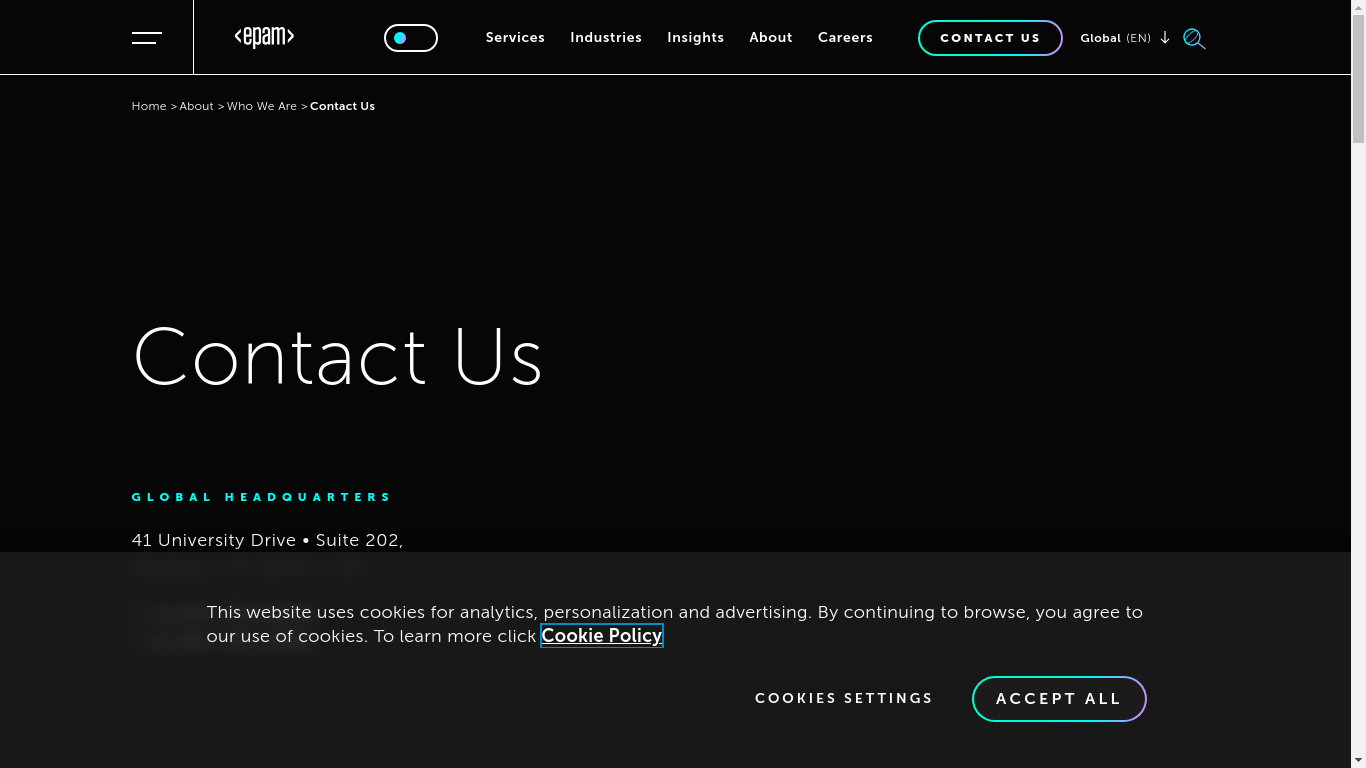 <epam>
Services Industries Insights About Careers CONTACT US Global (EN)
Home > About > Who We Are > Contact Us
Contact Us
GLOBAL HEADQUARTERS
41 University Drive • Suite 202,
This website uses cookies for analytics, personalization and advertising. By continuing to browse, you agree to
our use of cookies. To learn more click Cookie Policy
COOKIES SETTINGS ACCEPT ALL